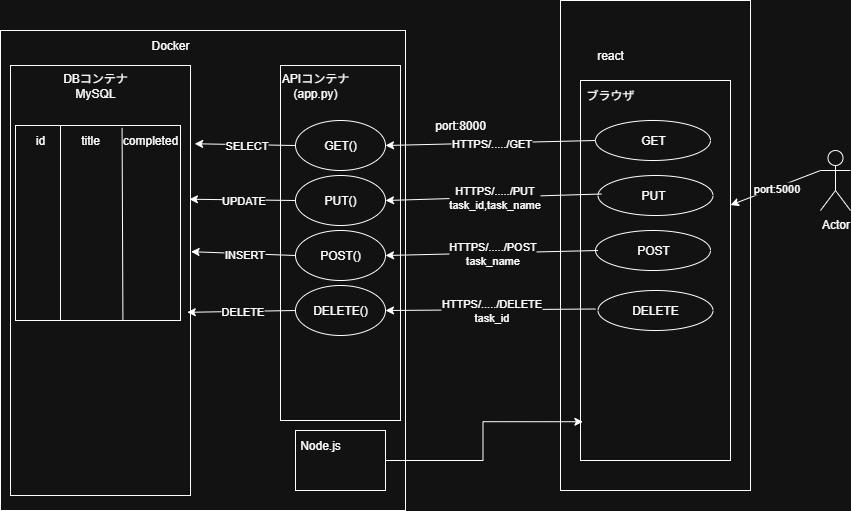 Docker
DBコンテナ
MySQL
id
title
completed
APIコンテナ
(app.py)
GET()
PUT()
POST()
DELETE()
Node.js
SELECT
UPDATE
INSERT
DELETE
port:8000
HTTPS/...../GET
HTTPS/...../PUT
task_id,task_name
HTTPS/...../POST
task_name
HTTPS/...../DELETE
task_id
react
ブラウザ
GET
PUT
POST
DELETE
port:5000
Actor